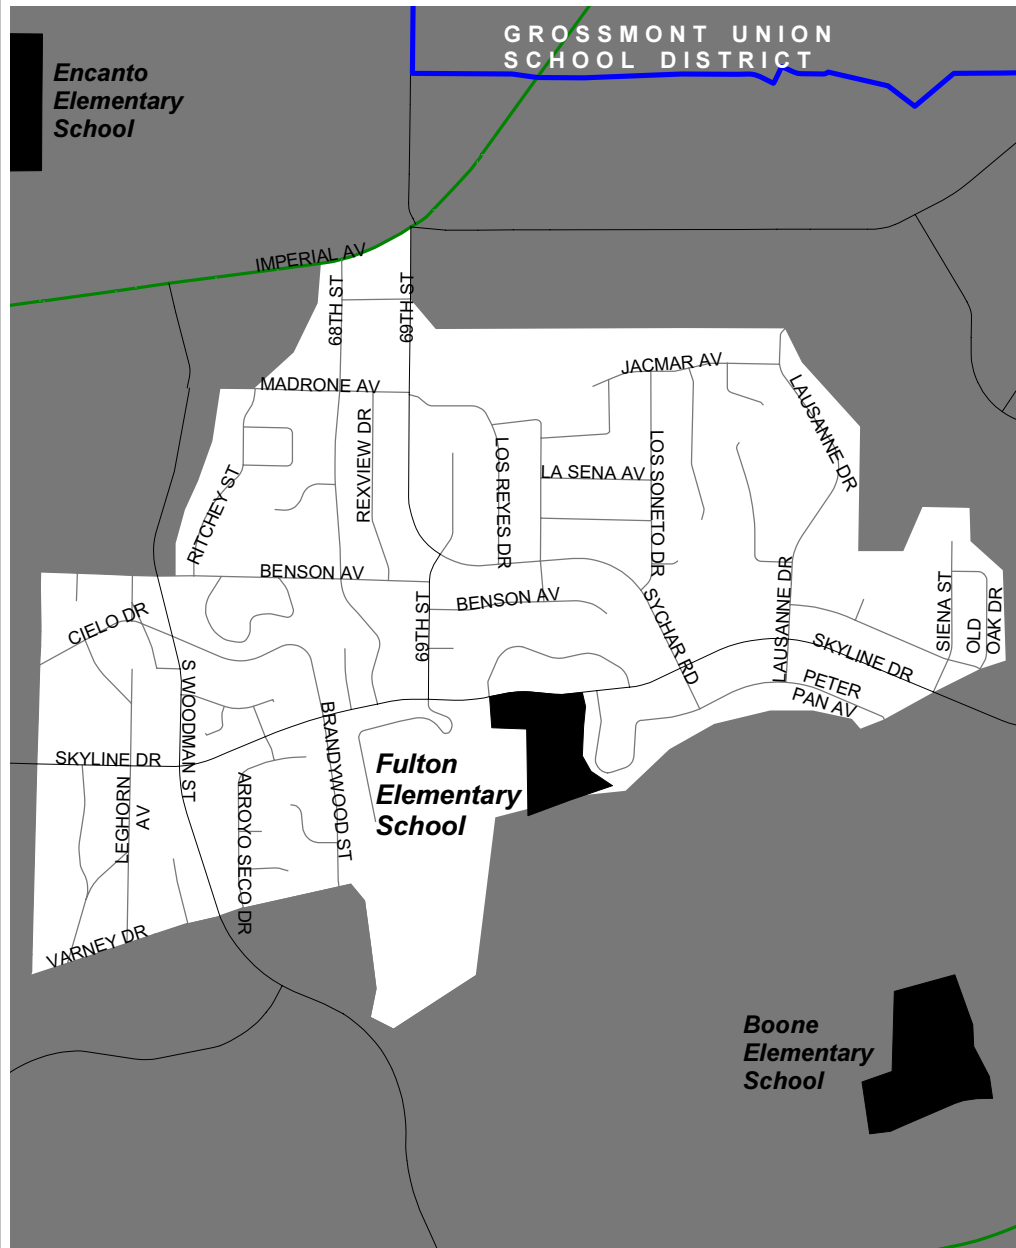 GROSSMONT UNION
SCHOOL DISTRICT
Encanto
Elementary
School
IMPERIAL AV
68TH ST
69TH ST
MADRONE AV
JACMAR AV
LAUSANNE DR
REXVIEW DR
LOS REYES DR
LA SENA AV
LOS SONETO DR
RITCHEY ST
BENSON AV
BENSON AV
69TH ST
SYCHAR RD
LAUSANNE DR
SIENA ST
OLD
OAK DR
CIELO DR
SKYLINE DR
PETER
PAN AV
S WOODMAN ST
BRANDYWOOD ST
SKYLINE DR
LEGHORN
AV
ARROYO SECO DR
Fulton
Elementary
School
VARNEY DR
Boone
Elementary
School